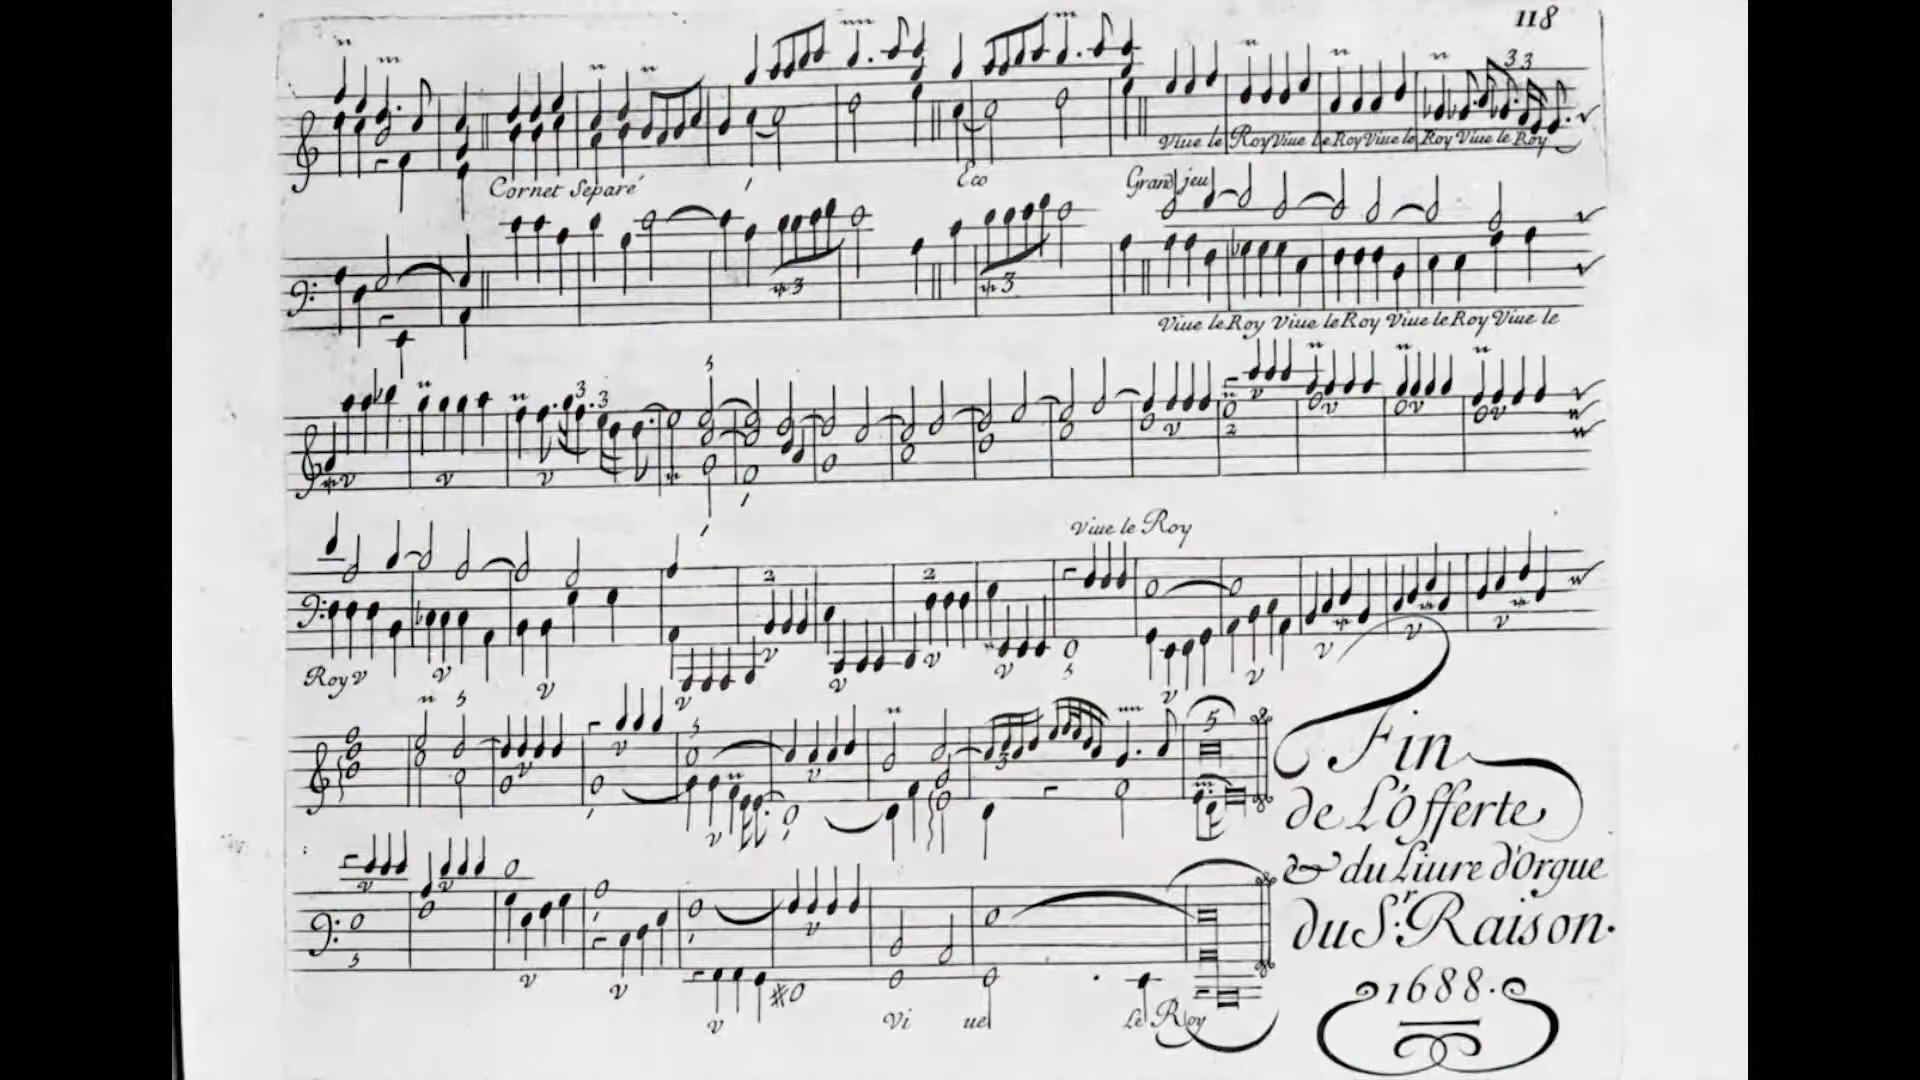 118
Viue le Roy Viue le Roy Viue le Roy Viue le Roy
Cornet Separé
Eco
Grand jeu
Viue le Roy Viue le Roy Viue le Roy Viue le
Viue le Roy
Roy
Fin
de L'Offerte
& du Liure d'Orgue
du Sr. Raison.
1688.
Vi ue Le Roy